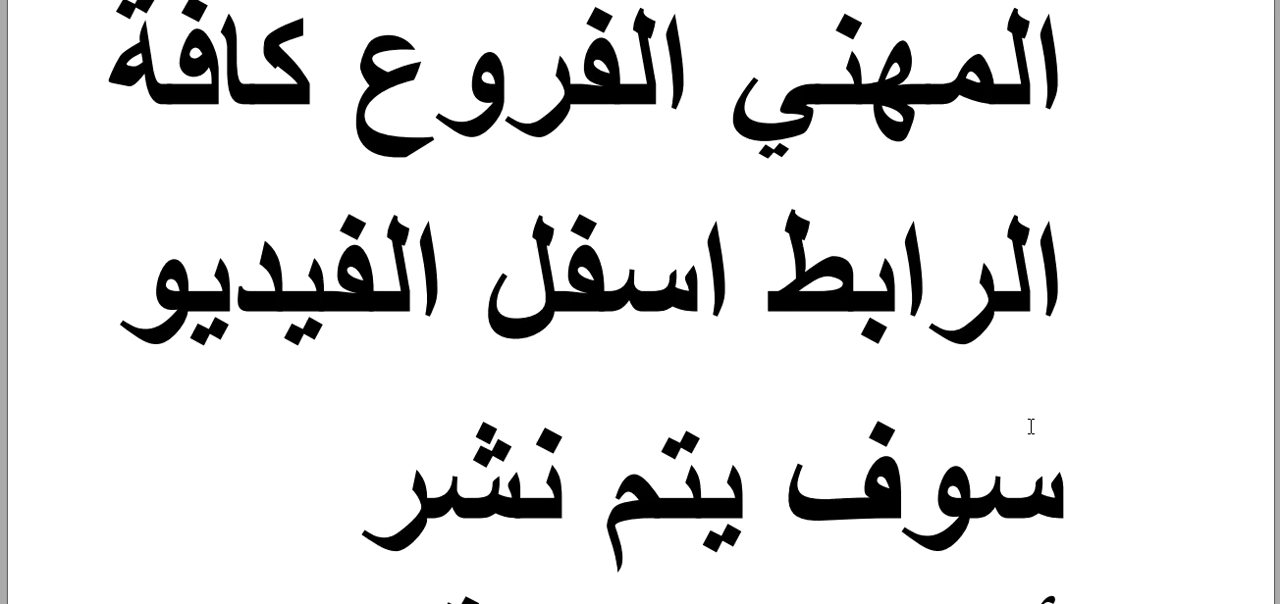 المهني الفروع كافة
الرابط اسفل الفيديو
سوف يتم نشر